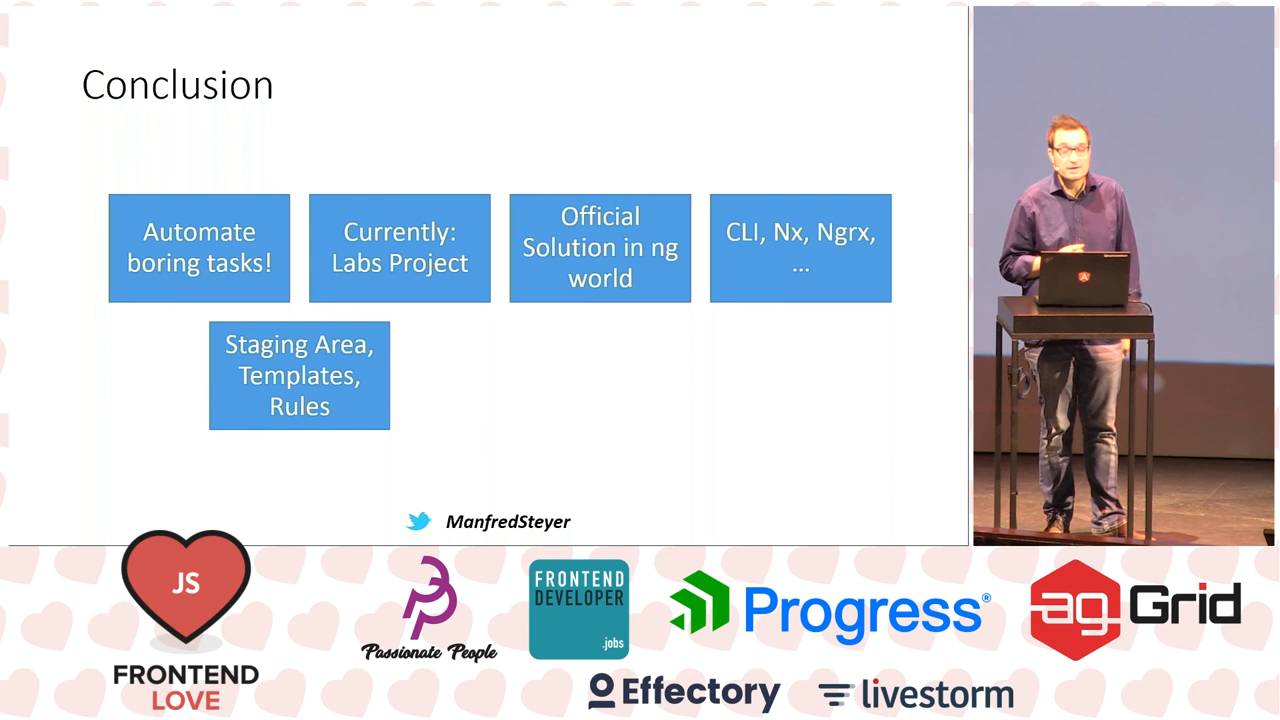 Conclusion
Automate
boring tasks!
Currently:
Labs Project
Official
Solution in ng
world
CLI, Nx, Ngrx,
...
Staging Area,
Templates,
Rules
ManfredSteyer
JS
FRONTEND
LOVE
Passionate People
FRONTEND
DEVELOPER
.jobs
Progress®
ag Grid
Effectory
livestorm